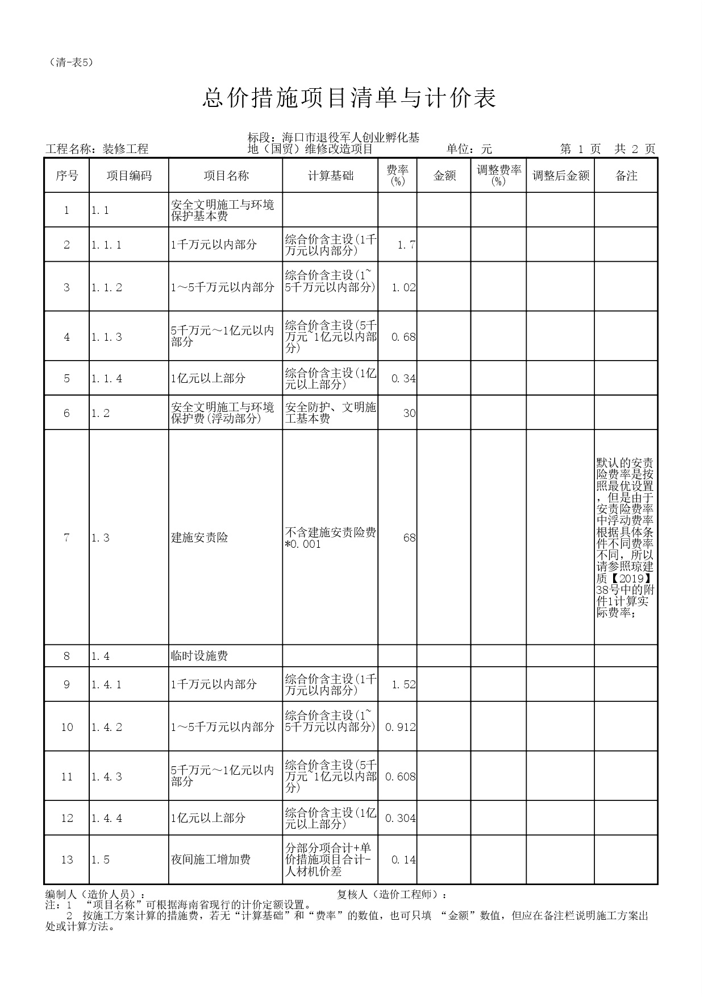 （清-表5）
总价措施项目清单与计价表
标段：海口市退役军人创业孵化基
工程名称：装修工程 地（国贸）维修改造项目 单位：元 第 1 页 共 2 页
序号 项目编码 项目名称 计算基础 费率(%) 金额 调整费率(%) 调整后金额 备注
1 1.1 安全文明施工与环境
保护基本费
2 1.1.1 1千万元以内部分 综合价含主设(1千
万元以内部分) 1.7
3 1.1.2 1～5千万元以内部分 综合价含主设(1~
5千万元以内部分) 1.02
4 1.1.3 5千万元～1亿元以内
部分 综合价含主设(5千
万元~1亿元以内部
分) 0.68
5 1.1.4 1亿元以上部分 综合价含主设(1亿
元以上部分) 0.34
6 1.2 安全文明施工与环境
保护费(浮动部分) 安全防护、文明施
工基本费 30
7 1.3 建施安责险 不含建施安责险费
*0.001 68
默认的安责
险费率是按
照最优设置
，但是由于
安责险费率
中浮动费率
根据具体条
件不同费率
不同，所以
请参照琼建
质【2019】
38号中的附
件1计算实
际费率；
8 1.4 临时设施费
9 1.4.1 1千万元以内部分 综合价含主设(1千
万元以内部分) 1.52
10 1.4.2 1～5千万元以内部分 综合价含主设(1~
5千万元以内部分) 0.912
11 1.4.3 5千万元～1亿元以内
部分 综合价含主设(5千
万元~1亿元以内部
分) 0.608
12 1.4.4 1亿元以上部分 综合价含主设(1亿
元以上部分) 0.304
13 1.5 夜间施工增加费 分部分项合计+单
价措施项目合计-
人材机价差 0.14
编制人（造价人员）： 复核人（造价工程师）：
注：1 “项目名称”可根据海南省现行的计价定额设置。
2 按施工方案计算的措施费，若无“计算基础”和“费率”的数值，也可只填 “金额”数值，但应在备注栏说明施工方案出
处或计算方法。